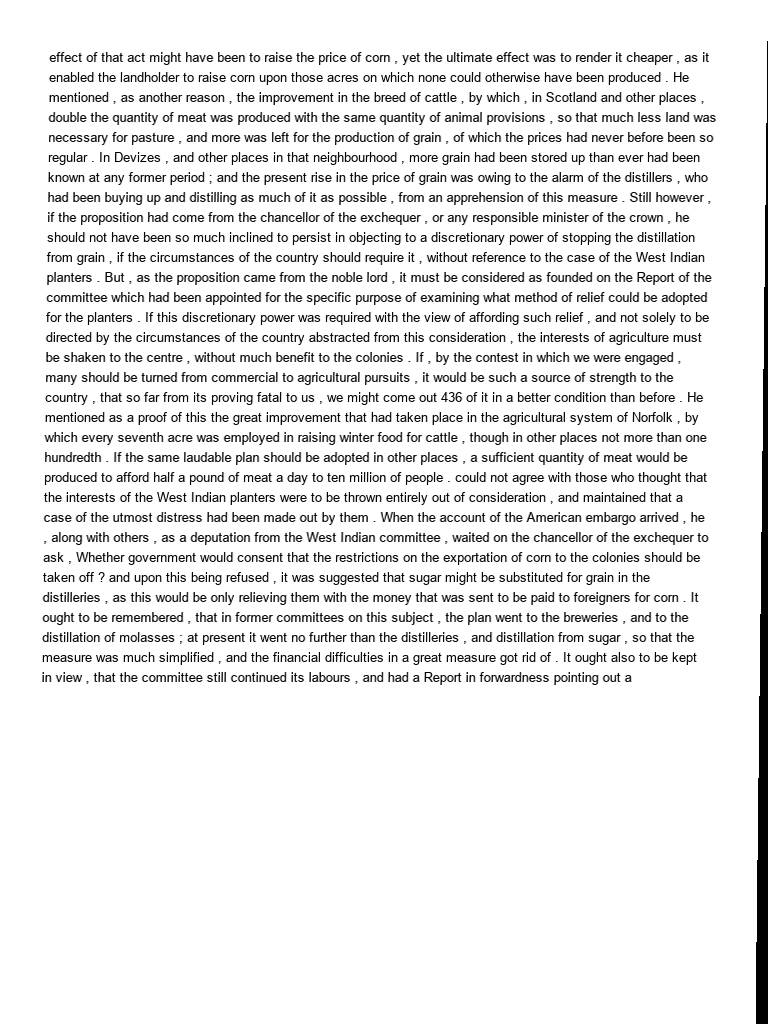 effect of that act might have been to raise the price of corn , yet the ultimate effect was to render it cheaper , as it
enabled the landholder to raise corn upon those acres on which none could otherwise have been produced . He
mentioned , as another reason , the improvement in the breed of cattle , by which , in Scotland and other places ,
double the quantity of meat was produced with the same quantity of animal provisions , so that much less land was
necessary for pasture , and more was left for the production of grain , of which the prices had never before been so
regular . In Devizes , and other places in that neighbourhood , more grain had been stored up than ever had been
known at any former period ; and the present rise in the price of grain was owing to the alarm of the distillers , who
had been buying up and distilling as much of it as possible , from an apprehension of this measure . Still however ,
if the proposition had come from the chancellor of the exchequer , or any responsible minister of the crown , he
should not have been so much inclined to persist in objecting to a discretionary power of stopping the distillation
from grain , if the circumstances of the country should require it , without reference to the case of the West Indian
planters . But , as the proposition came from the noble lord , it must be considered as founded on the Report of the
committee which had been appointed for the specific purpose of examining what method of relief could be adopted
for the planters . If this discretionary power was required with the view of affording such relief , and not solely to be
directed by the circumstances of the country abstracted from this consideration , the interests of agriculture must
be shaken to the centre , without much benefit to the colonies . If , by the contest in which we were engaged ,
many should be turned from commercial to agricultural pursuits , it would be such a source of strength to the
country , that so far from its proving fatal to us , we might come out 436 of it in a better condition than before . He
mentioned as a proof of this the great improvement that had taken place in the agricultural system of Norfolk , by
which every seventh acre was employed in raising winter food for cattle , though in other places not more than one
hundredth . If the same laudable plan should be adopted in other places , a sufficient quantity of meat would be
produced to afford half a pound of meat a day to ten million of people . could not agree with those who thought that
the interests of the West Indian planters were to be thrown entirely out of consideration , and maintained that a
case of the utmost distress had been made out by them . When the account of the American embargo arrived , he
, along with others , as a deputation from the West Indian committee , waited on the chancellor of the exchequer to
ask , Whether government would consent that the restrictions on the exportation of corn to the colonies should be
taken off ? and upon this being refused , it was suggested that sugar might be substituted for grain in the
distilleries , as this would be only relieving them with the money that was sent to be paid to foreigners for corn . It
ought to be remembered , that in former committees on this subject , the plan went to the breweries , and to the
distillation of molasses ; at present it went no further than the distilleries , and distillation from sugar , so that the
measure was much simplified , and the financial difficulties in a great measure got rid of . It ought also to be kept
in view , that the committee still continued its labours , and had a Report in forwardness pointing out a